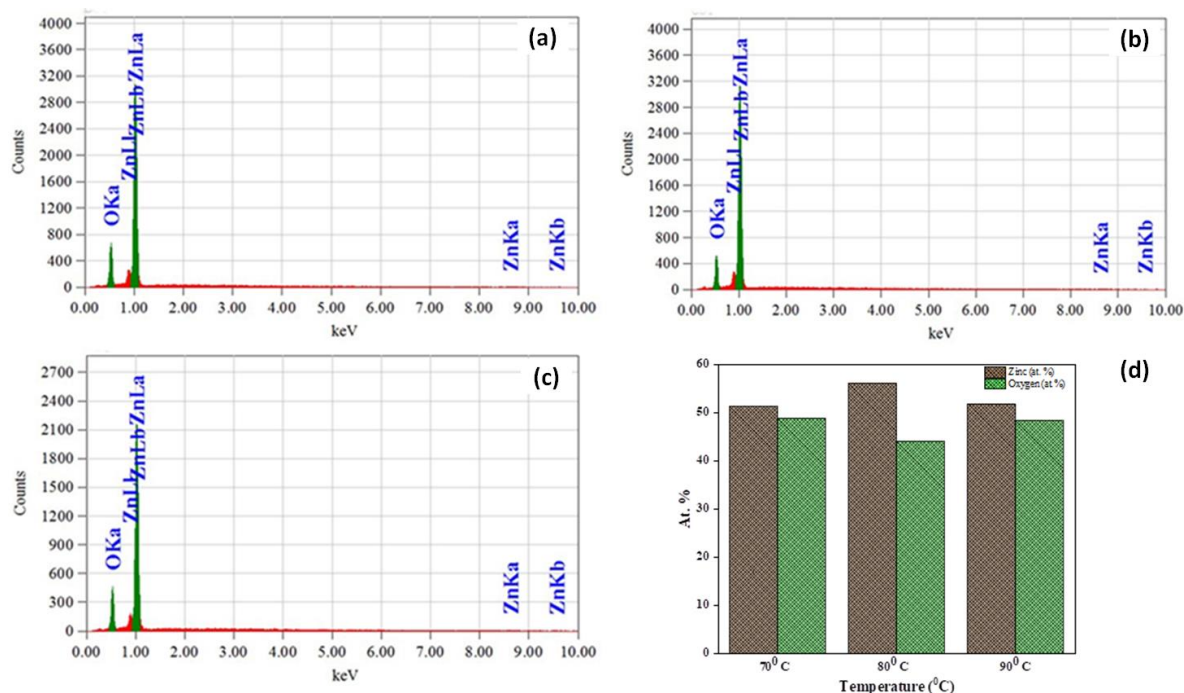 (a)
4000
3600
3200
2800
2400
2000
1600
1200
800
400
0
Counts
OKa
ZnLl
ZnLb
ZnLa
ZnKa
ZnKb
0.00 1.00 2.00 3.00 4.00 5.00 6.00 7.00 8.00 9.00 10.00
keV
(b)
4000
3600
3200
2800
2400
2000
1600
1200
800
400
0
Counts
OKa
ZnLl
ZnLb
ZnLa
ZnKa
ZnKb
0.00 1.00 2.00 3.00 4.00 5.00 6.00 7.00 8.00 9.00 10.00
keV
(c)
2700
2400
2100
1800
1500
1200
900
600
300
0
Counts
OKa
ZnLl
ZnLb
ZnLa
ZnKa
ZnKb
0.00 1.00 2.00 3.00 4.00 5.00 6.00 7.00 8.00 9.00 10.00
keV
(d)
Zinc (at. %)
Oxygen (at %)
60
50
40
30
20
10
0
At. %
70⁰ C 80⁰ C 90⁰ C
Temperature (⁰C)